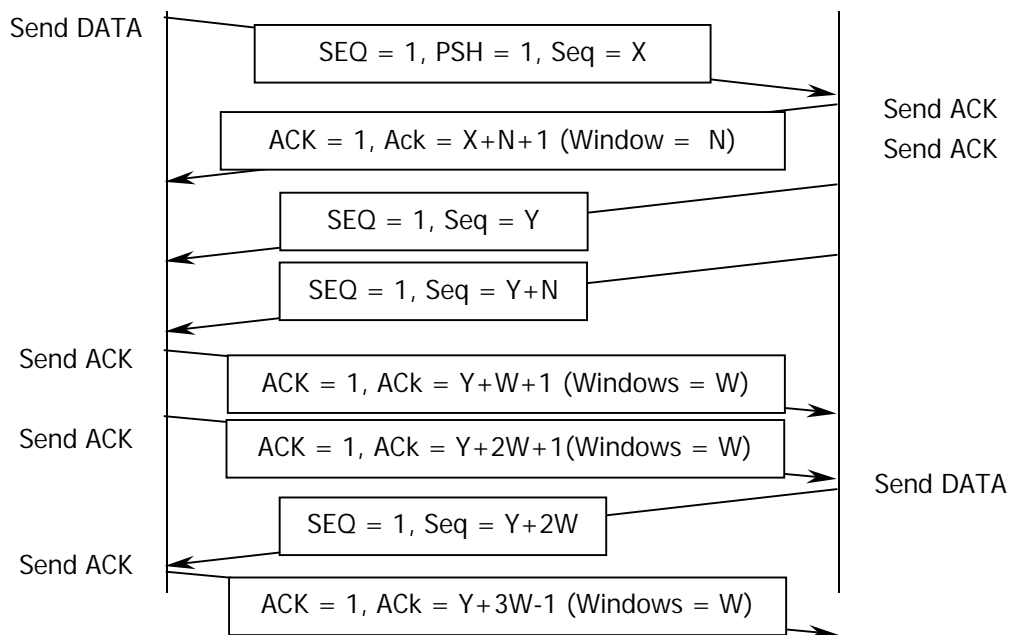 Send DATA
SEQ = 1, PSH = 1, Seq = X
Send ACK
ACK = 1, Ack = X+N+1 (Window = N)
Send ACK
SEQ = 1, Seq = Y
SEQ = 1, Seq = Y+N
Send ACK
ACK = 1, ACk = Y+W+1 (Windows = W)
Send ACK
ACK = 1, ACk = Y+2W+1(Windows = W)
Send DATA
SEQ = 1, Seq = Y+2W
Send ACK
ACK = 1, ACk = Y+3W-1 (Windows = W)